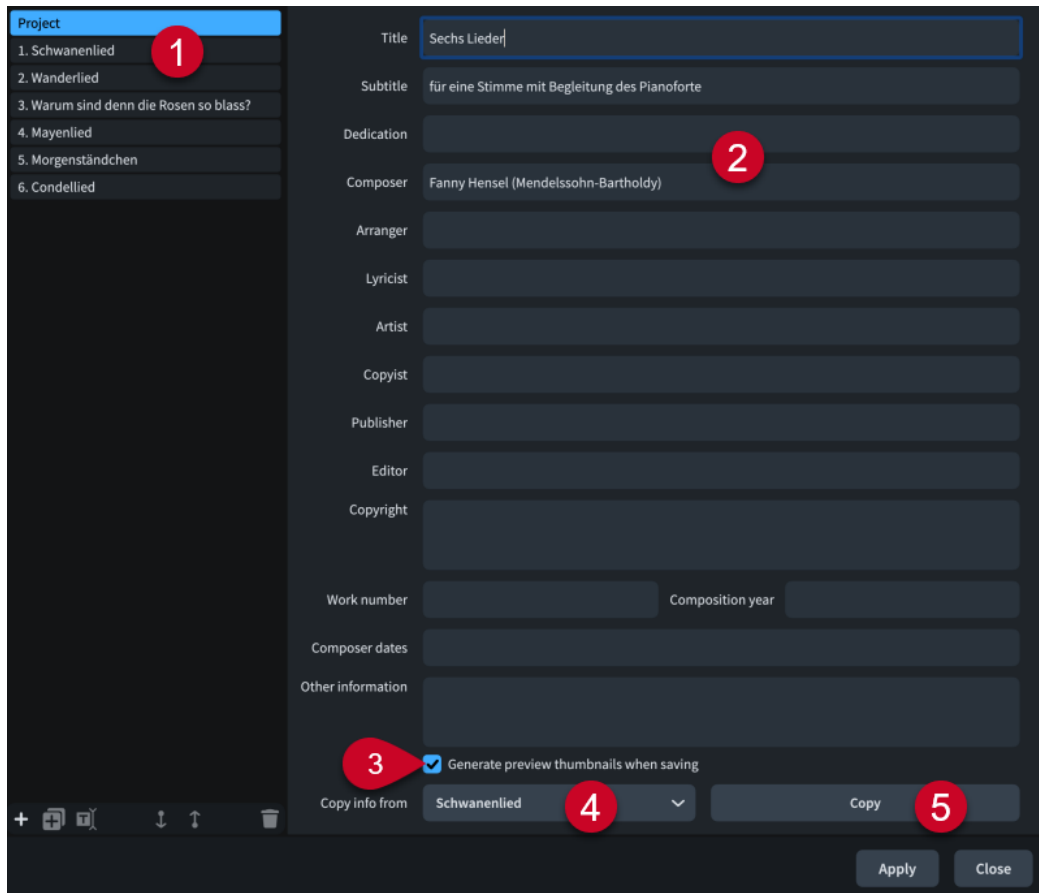 Project
1. Schwanenlied
1
2. Wanderlied
3. Warum sind denn die Rosen so blass?
4. Mayenlied
5. Morgenständchen
6. Condellied
Title Sechs Lieder
Subtitle für eine Stimme mit Begleitung des Pianoforte
Dedication
2
Composer Fanny Hensel (Mendelssohn-Bartholdy)
Arranger
Lyricist
Artist
Copyist
Publisher
Editor
Copyright
Work number Composition year
Composer dates
Other information
3 Generate preview thumbnails when saving
Copy info from Schwanenlied 4 Copy 5
Apply Close